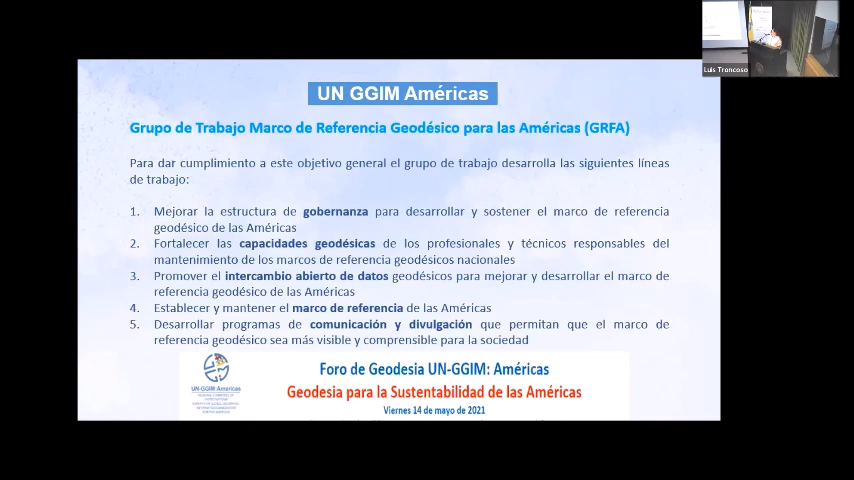 UN GGIM Américas
Grupo de Trabajo Marco de Referencia Geodésico para las Américas (GRFA)
Para dar cumplimiento a este objetivo general el grupo de trabajo desarrolla las siguientes líneas
de trabajo:
1. Mejorar la estructura de gobernanza para desarrollar y sostener el marco de referencia
geodésico de las Américas
2. Fortalecer las capacidades geodésicas de los profesionales y técnicos responsables del
mantenimiento de los marcos de referencia geodésicos nacionales
3. Promover el intercambio abierto de datos geodésicos para mejorar y desarrollar el marco de
referencia geodésico de las Américas
4. Establecer y mantener el marco de referencia de las Américas
5. Desarrollar programas de comunicación y divulgación que permitan que el marco de
referencia geodésico sea más visible y comprensible para la sociedad
UN-GGIM Américas
Foro de Geodesia UN-GGIM: Américas
Geodesia para la Sustentabilidad de las Américas
Viernes 14 de mayo de 2021
Luis Troncoso